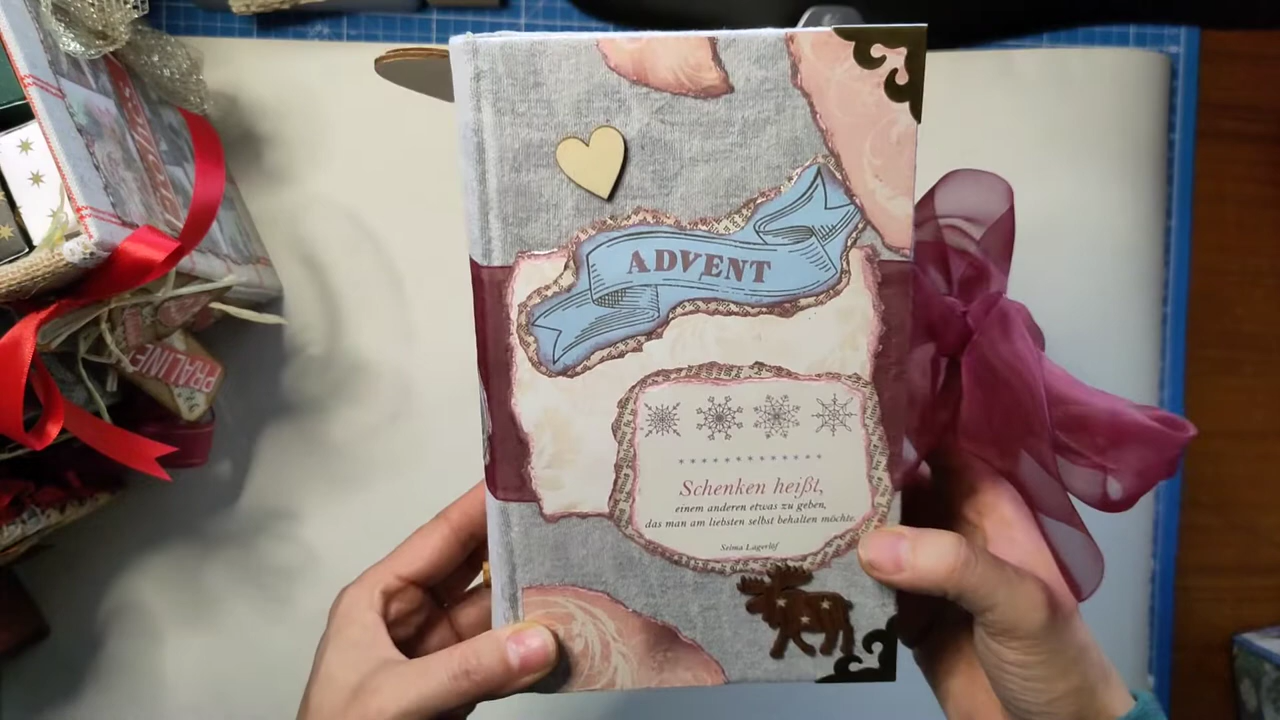 ADVENT
Schenken heißt,
einem anderen etwas zu geben,
das man am liebsten selbst behalten möchte.
Selma Lagerlöf
PRALINE